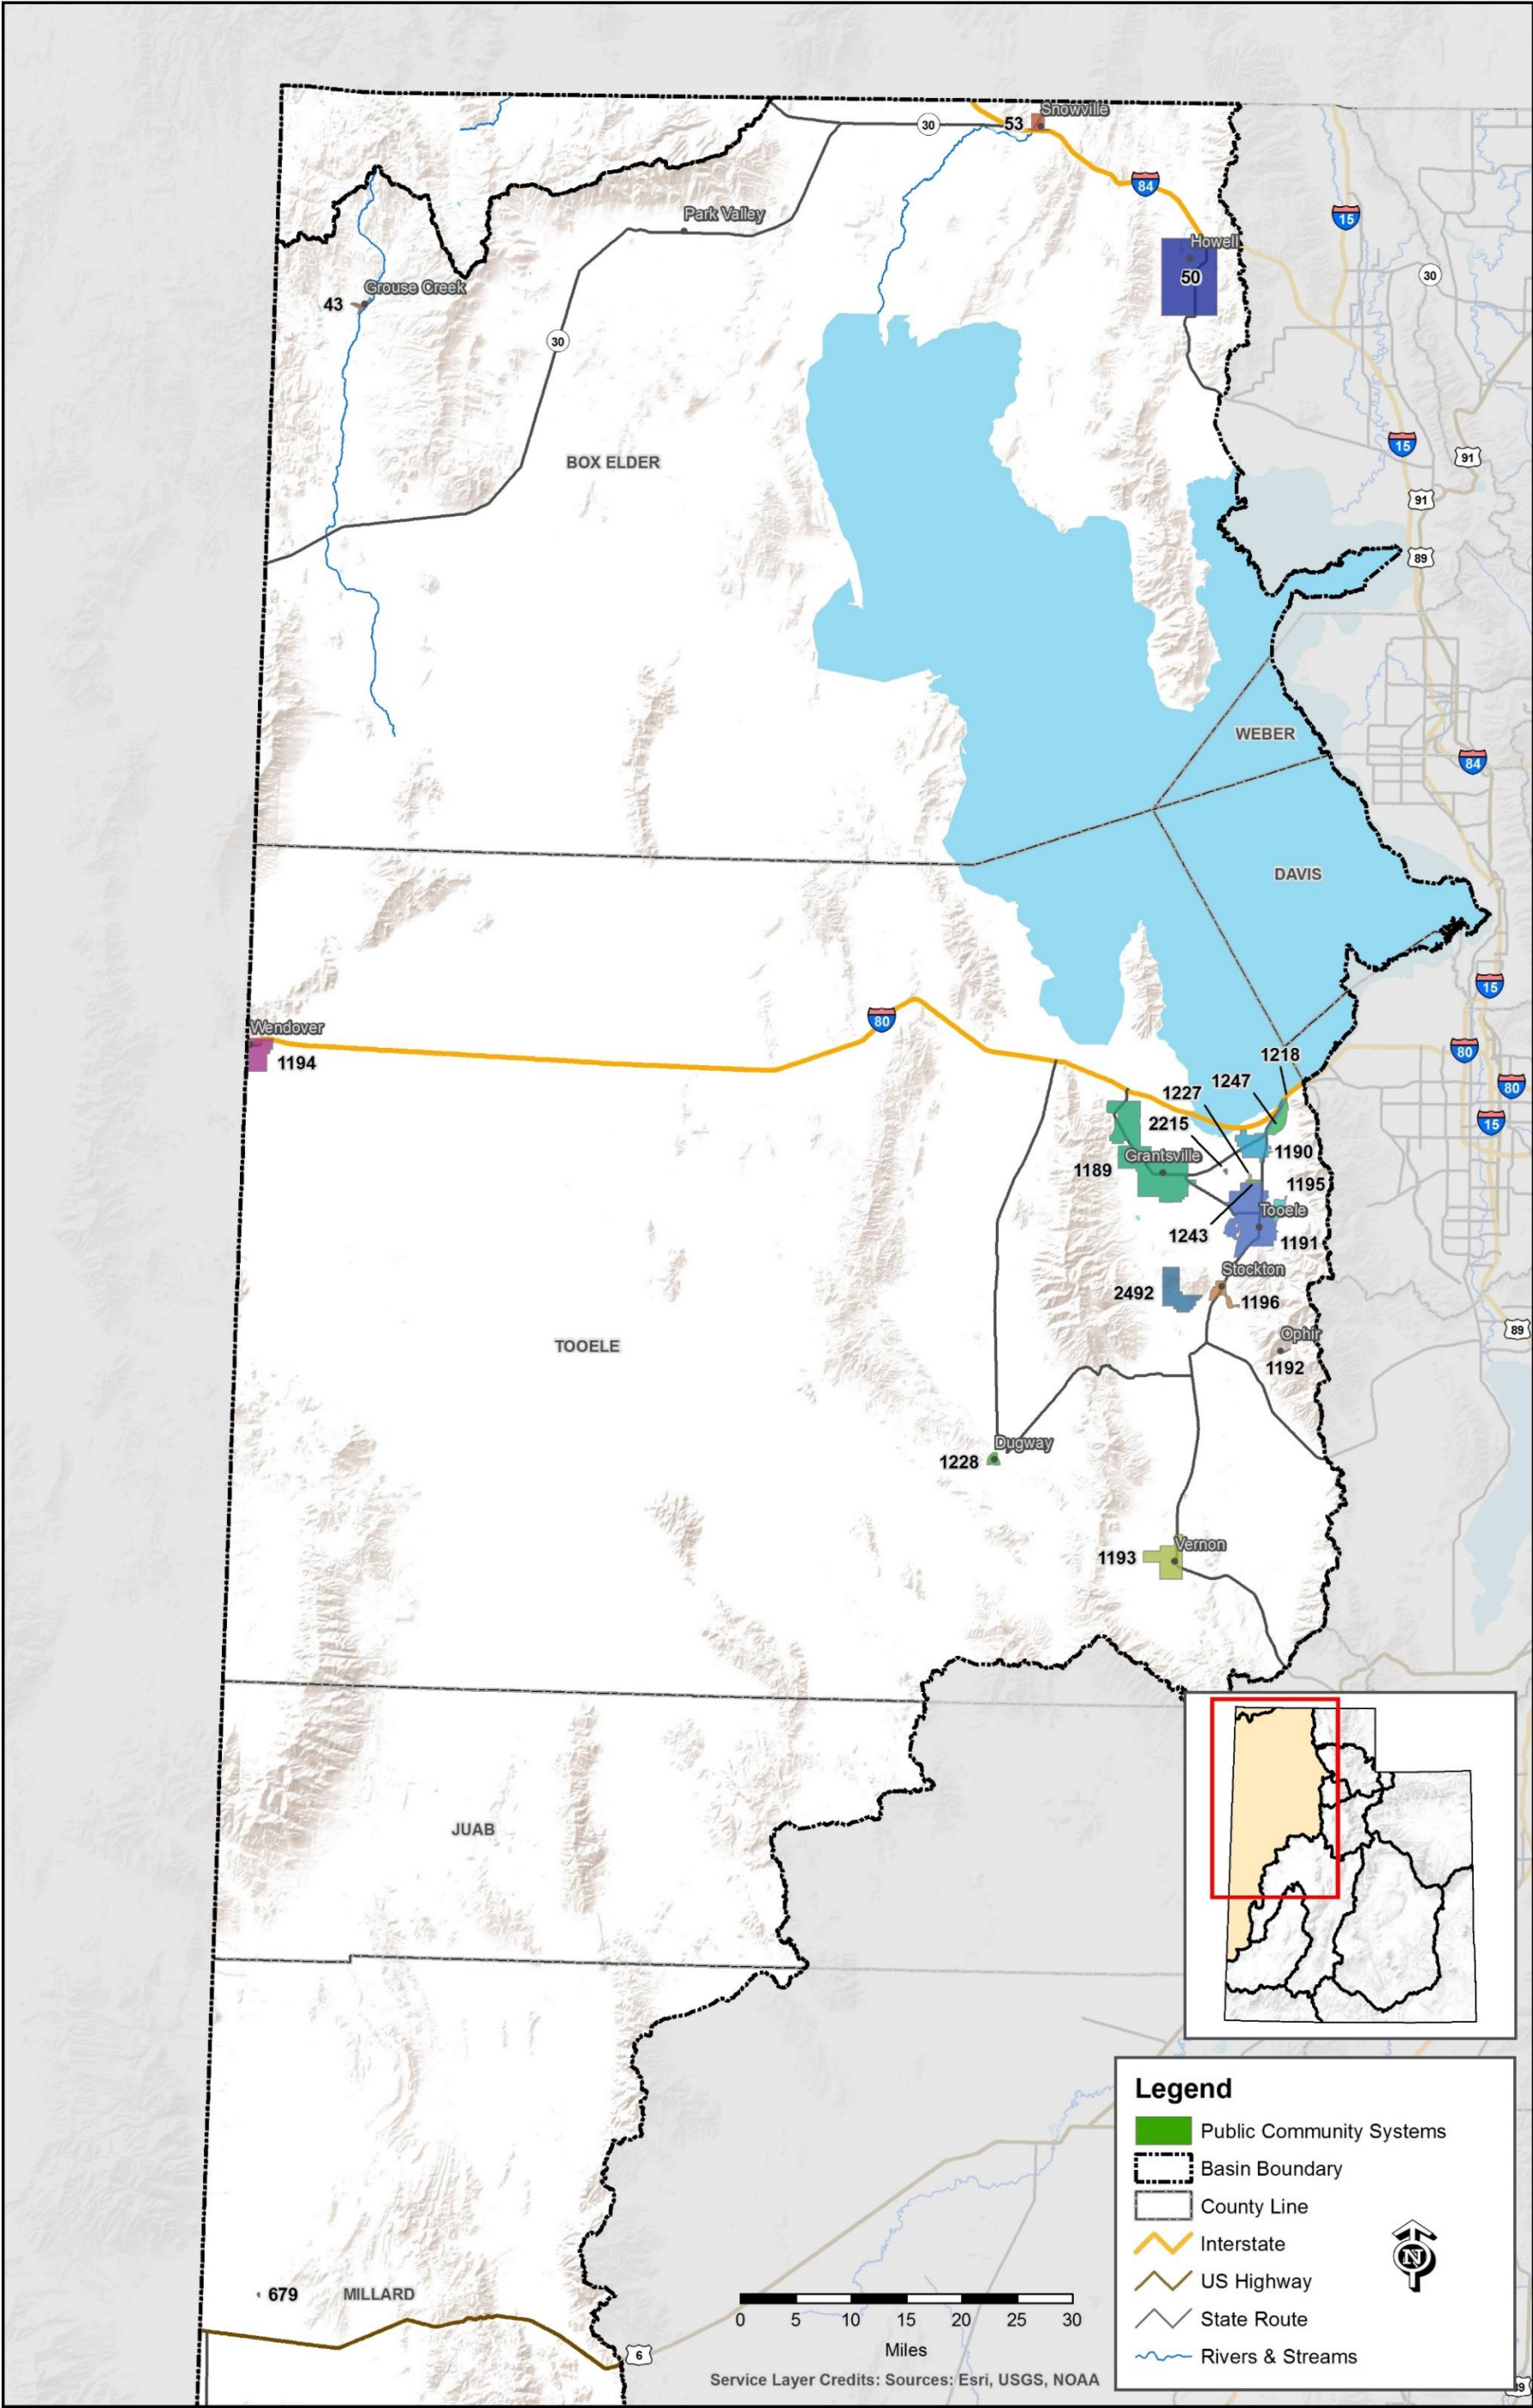 Snowville
53
30
84
15
Park Valley
Howell
50
30
Grouse Creek
43
30
BOX ELDER
15
91
91
89
WEBER
84
DAVIS
15
80
Wendover
1194
80
80
15
1218
1247
1227
2215
1190
Grantsville
1189
1195
Tooele
1243
1191
Stockton
2492
1196
89
Ophir
1192
TOOELE
Dugway
1228
Vernon
1193
JUAB
679
MILLARD
6
Legend
Public Community Systems
Basin Boundary
County Line
Interstate
US Highway
State Route
Rivers & Streams
N
0 5 10 15 20 25 30
Miles
Service Layer Credits: Sources: Esri, USGS, NOAA